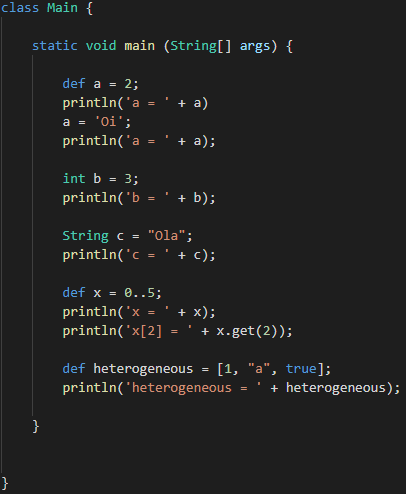 class Main {
static void main (String[] args) {
def a = 2;
println('a = ' + a)
a = 'Oi';
println('a = ' + a);
int b = 3;
println('b = ' + b);
String c = "Ola";
println('c = ' + c);
def x = 0..5;
println('x = ' + x);
println('x[2] = ' + x.get(2));
def heterogeneous = [1, "a", true];
println('heterogeneous = ' + heterogeneous);
}
}